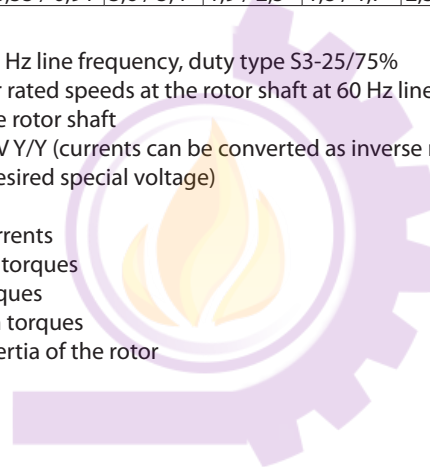 Hz line frequency, duty type S3-25/75%
rated speeds at the rotor shaft at 60 Hz line
rotor shaft
Y/Y (currents can be converted as inverse
esired special voltage)
rrents
torques
ques
torques
ertia of the rotor